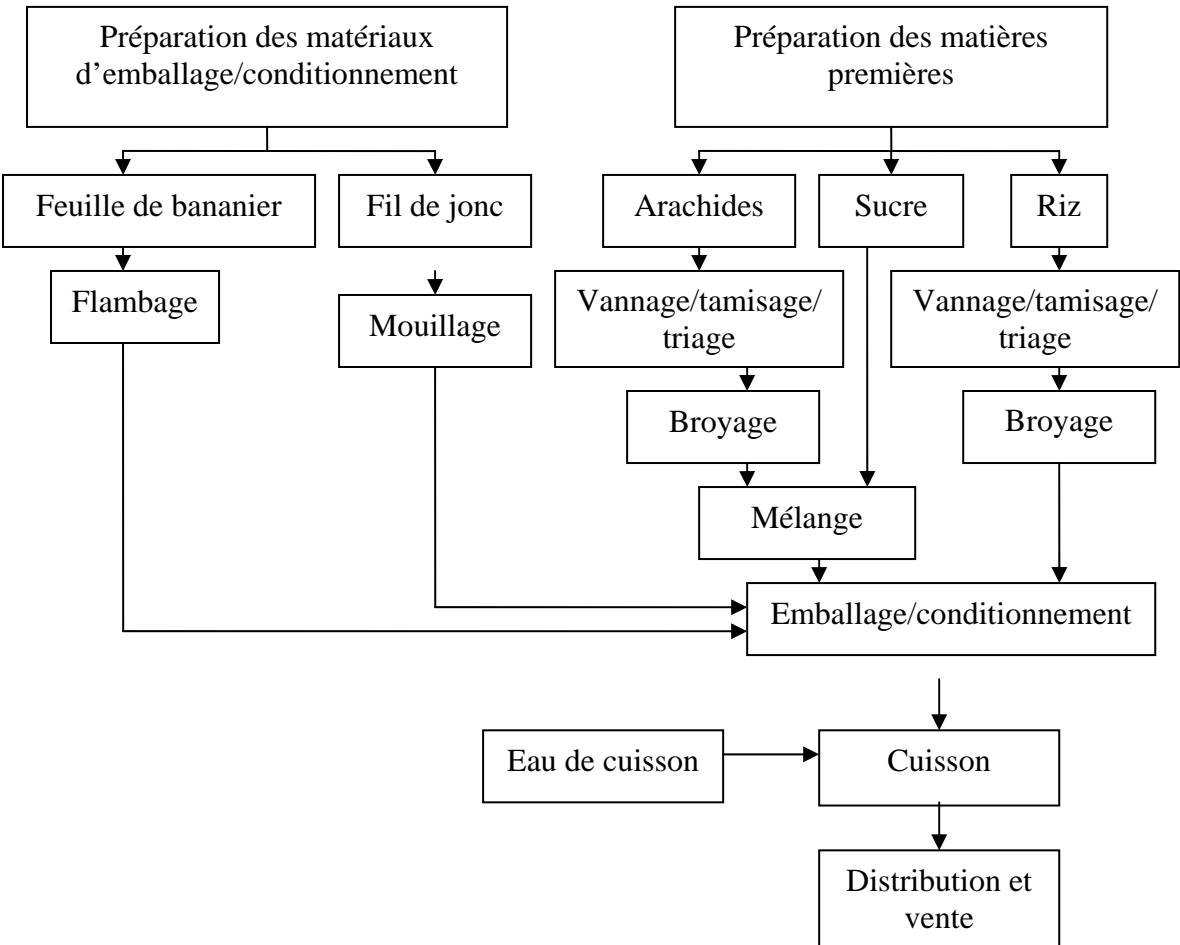 Préparation des matériaux
d’emballage/conditionnement
Préparation des matières
premières
Feuille de bananier
Fil de jonc
Arachides
Sucre
Riz
Flambage
Mouillage
Vannage/tamisage/
triage
Vannage/tamisage/
triage
Broyage
Broyage
Mélange
Emballage/conditionnement
Eau de cuisson
Cuisson
Distribution et
vente